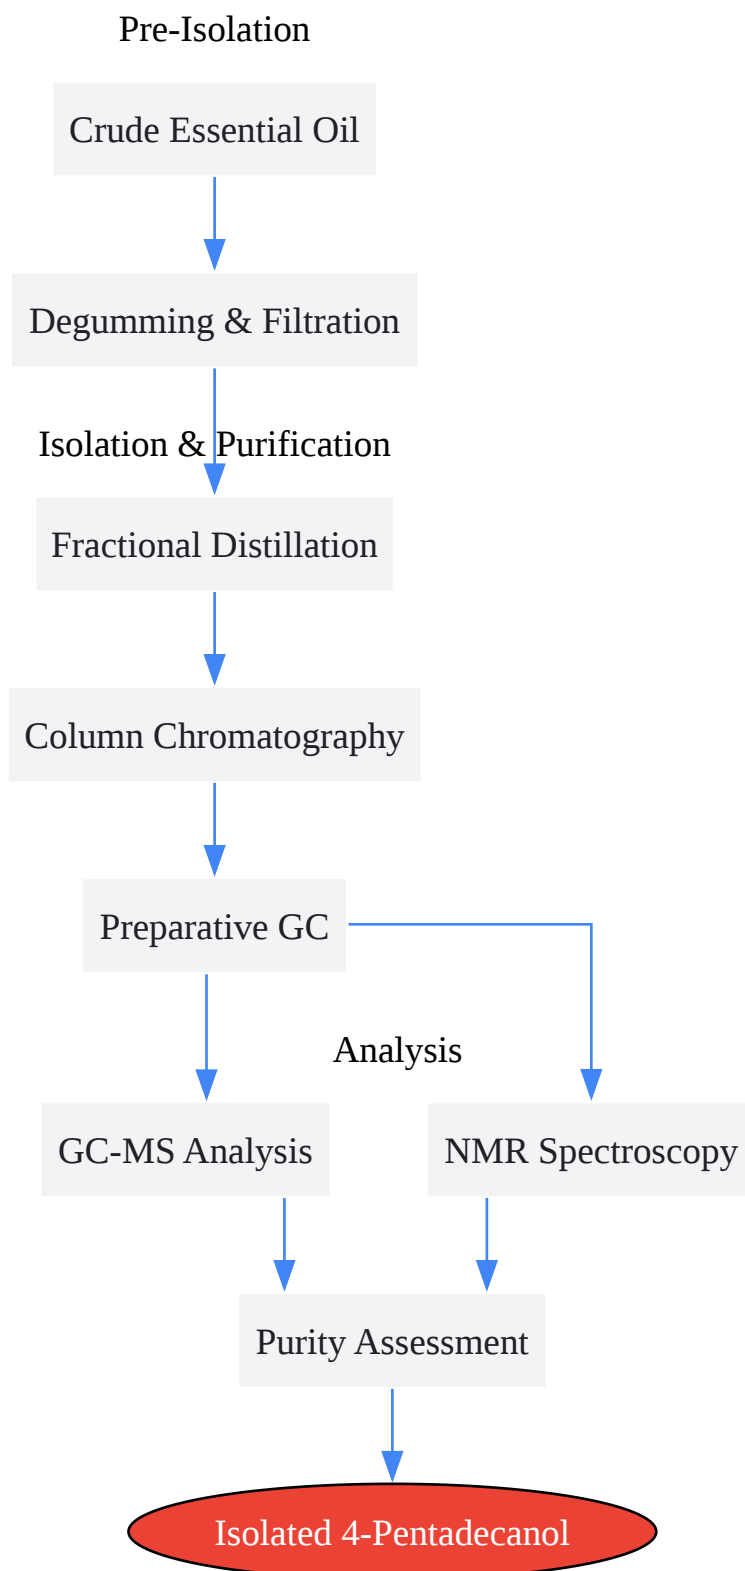 Pre-Isolation
Crude Essential Oil
Degumming & Filtration
Isolation & Purification
Fractional Distillation
Column Chromatography
Preparative GC
Analysis
GC-MS Analysis
NMR Spectroscopy
Purity Assessment
Isolated 4-Pentadecanol